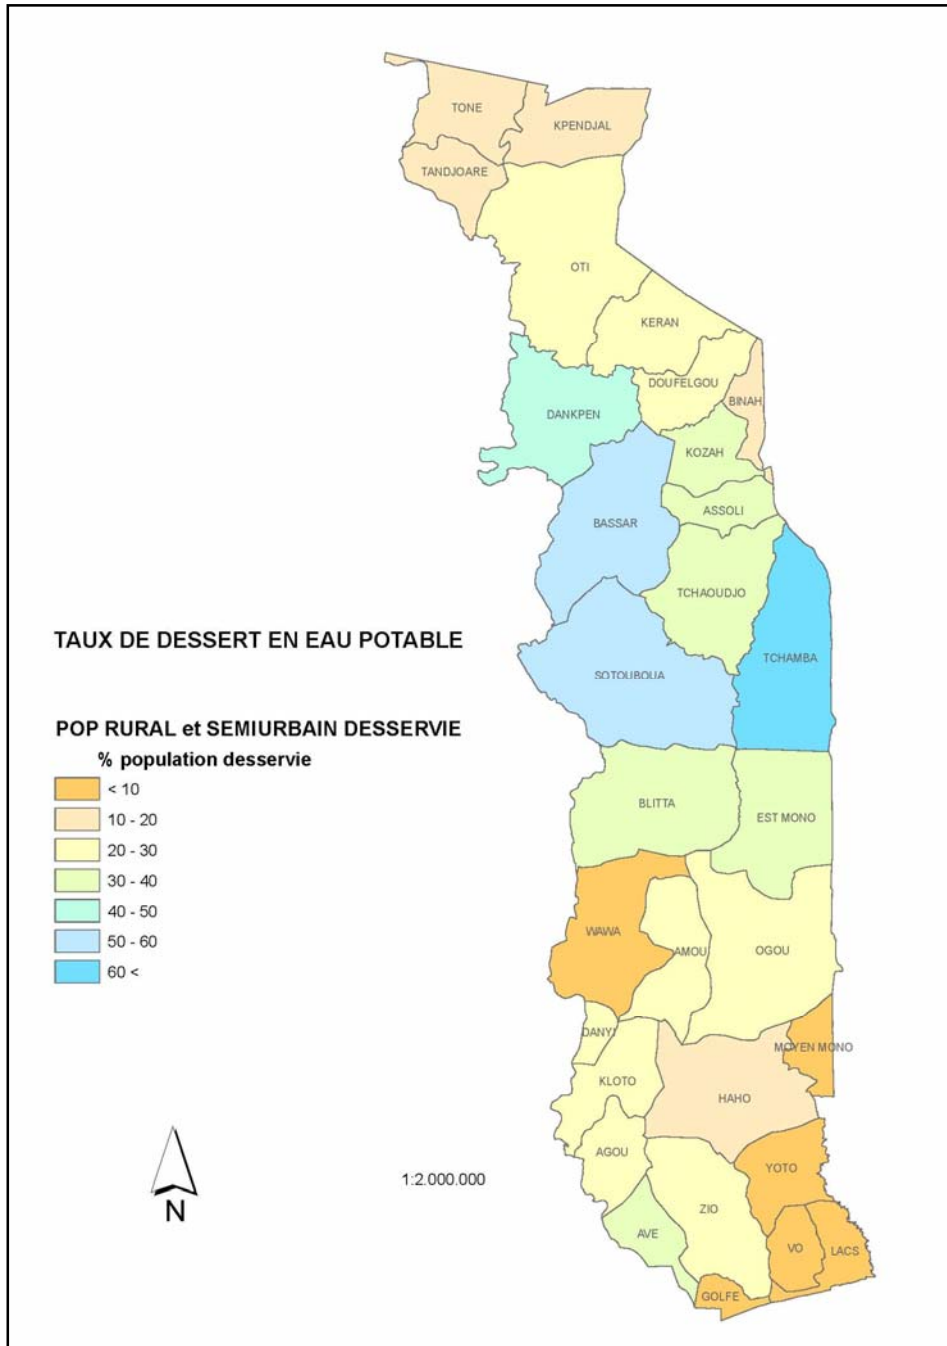 TONE
KPENDJAL
TANDJOARE
OTI
KERAN
DOUFELGOU
BINAH
DANKPEN
KOZAH
ASSOLI
BASSAR
TCHAOUDJO
TAUX DE DESSERT EN EAU POTABLE
TCHAMBA
SOTOUBOUA
POP RURAL et SEMIURBAIN DESSERVIE
% population desservie
< 10
10 - 20
20 - 30
30 - 40
40 - 50
50 - 60
60 <
BLITTA
EST MONO
WAWA
AMOU
OGOU
DANYI
MOYEN MONO
KLOTO
HAHO
AGOU
YOTO
1:2.000.000
N
ZIO
AVE
VO
LACS
GOLFE